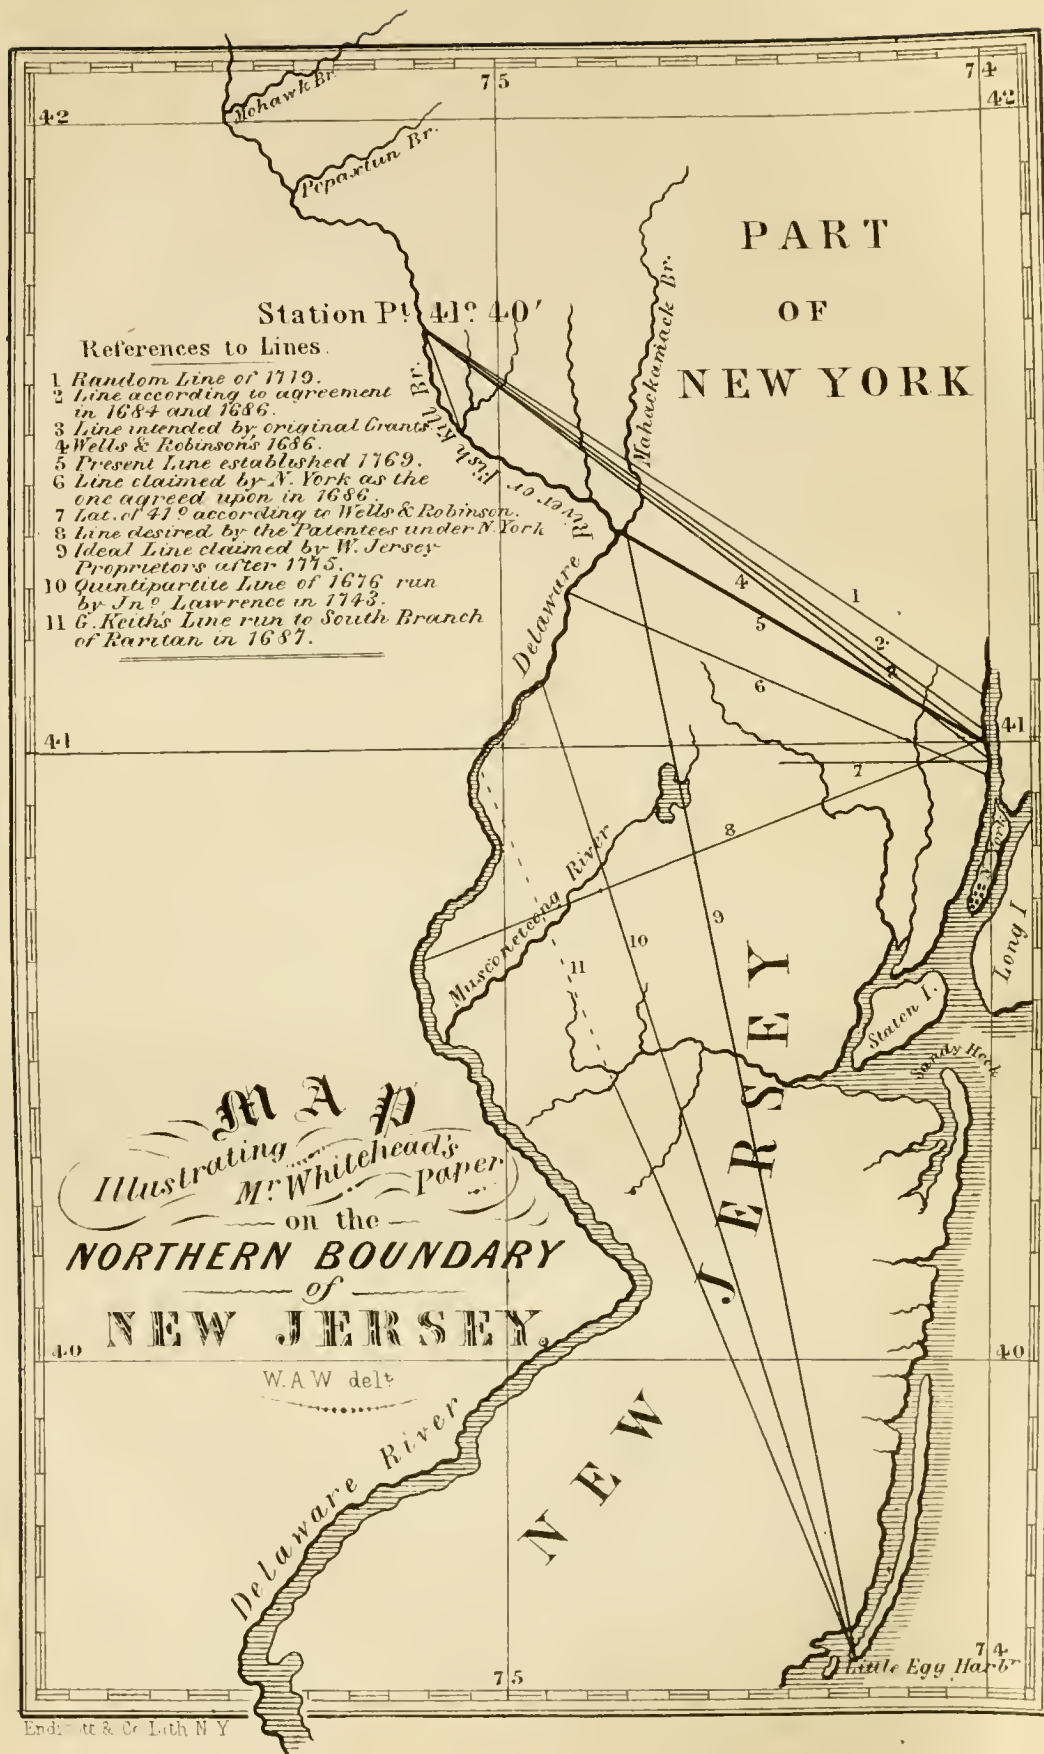 75
74
42
42
Mohawk Br.
Popaxtun Br.
PART
OF
NEW YORK
Station Pt. 41º 40'
References to Lines.
1 Random Line of 1719.
2 Line according to agreement
in 1684 and 1686.
3 Line intended by original Grants.
4 Wells & Robinson's 1686.
5 Present Line established 1769.
6 Line claimed by N. York as the
one agreed upon in 1686.
7 Lat. of 41º according to Wells & Robinson.
8 Line desired by the Patentees under N. York
9 Ideal Line claimed by W. Jersey
Proprietors after 1775.
10 Quintipartite Line of 1676 run
by Jno. Lawrence in 1743.
11 G. Keith's Line run to South Branch
of Raritan in 1687.
Mahackamack Br.
Delaware River or Fish Kill Br.
1
2
4
4
5
6
7
8
9
10
11
41
41
Musconetcong River
N. York
Long I
Staten I.
Sandy Hook
MAP
Illustrating
Mr. Whitehead's
Paper
on the
NORTHERN BOUNDARY
of
NEW JERSEY.
W.A.W delt.
NEW JERSEY
40
40
Delaware River
75
74
Little Egg Harbr
Endicott & Co Lith N Y